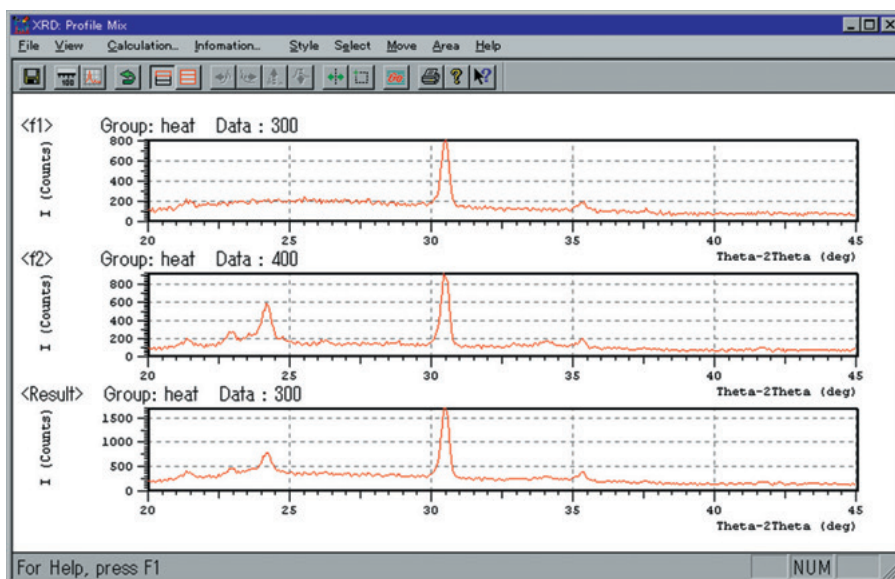 XRD: Profile Mix
File View Calculation... Infomation... Style Select Move Area Help
100
<f1> Group: heat Data : 300
I (Counts)
800
600
400
200
0
20 25 30 35 40 45
Theta-2Theta (deg)
<f2> Group: heat Data : 400
I (Counts)
800
600
400
200
0
20 25 30 35 40 45
Theta-2Theta (deg)
<Result> Group: heat Data : 300
I (Counts)
1500
1000
500
0
20 25 30 35 40 45
Theta-2Theta (deg)
For Help, press F1 NUM